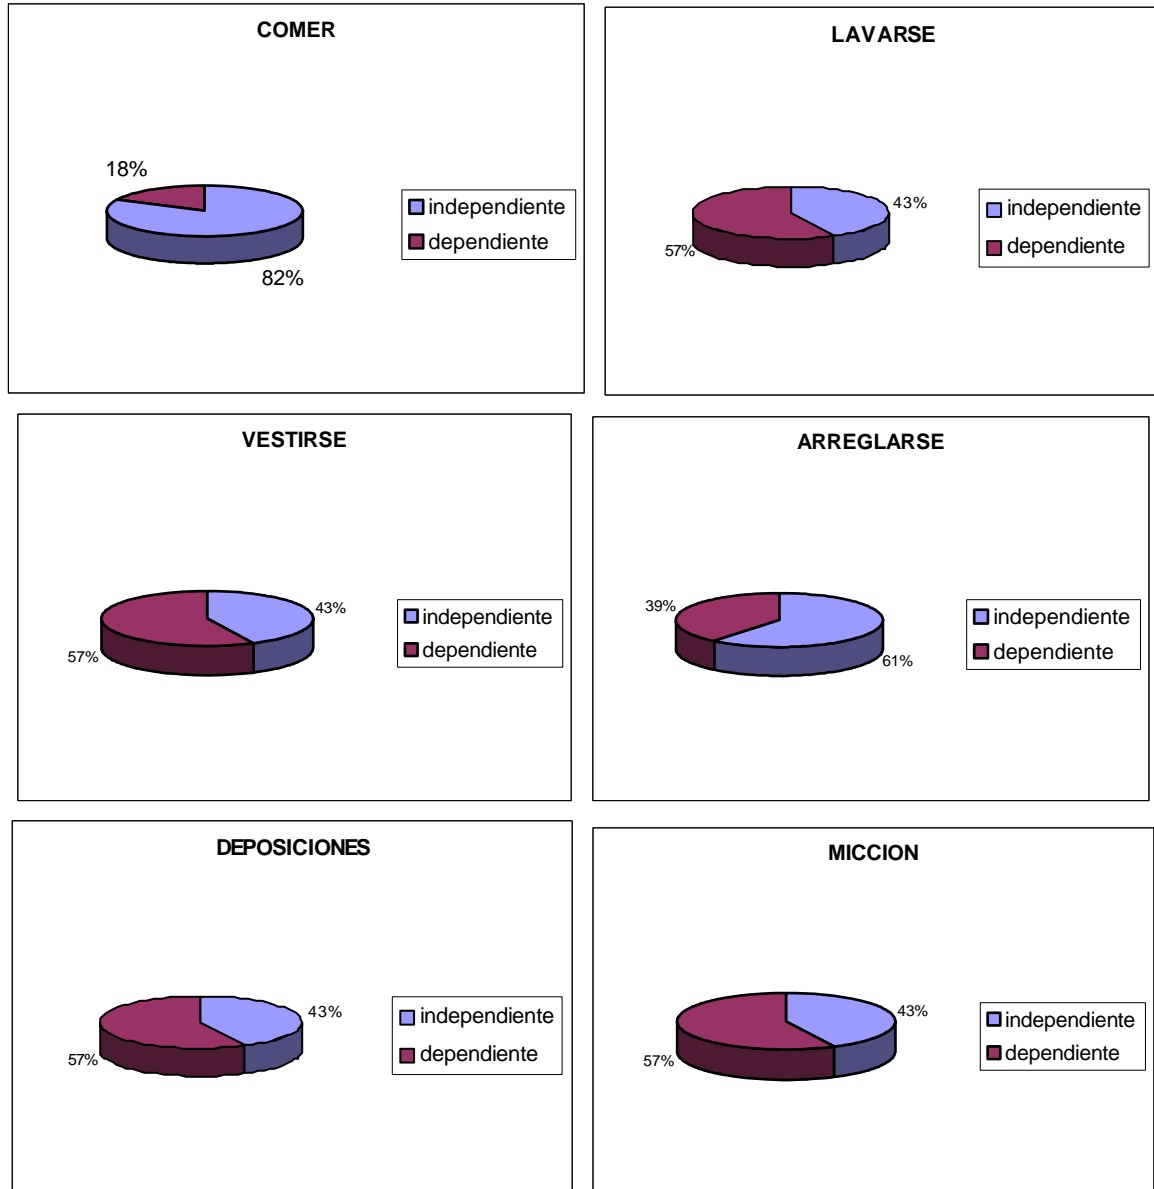 COMER
18%
82%
independiente
dependiente
LAVARSE
43%
57%
independiente
dependiente
VESTIRSE
43%
57%
independiente
dependiente
ARREGLARSE
39%
61%
independiente
dependiente
DEPOSICIONES
43%
57%
independiente
dependiente
MICCION
43%
57%
independiente
dependiente